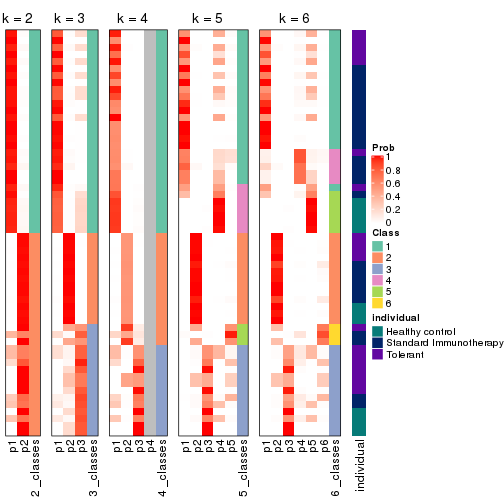 k = 2 k = 3 k = 4 k = 5 k = 6
Prob
1
0.8
0.6
0.4
0.2
0
Class
1
2
3
4
5
6
individual
Healthy control
Standard Immunotherapy
Tolerant
p1 p2 2_classes p1 p2 p3 3_classes p1 p2 p3 p4 4_classes p1 p2 p3 p4 p5 5_classes p1 p2 p3 p4 p5 p6 6_classes individual